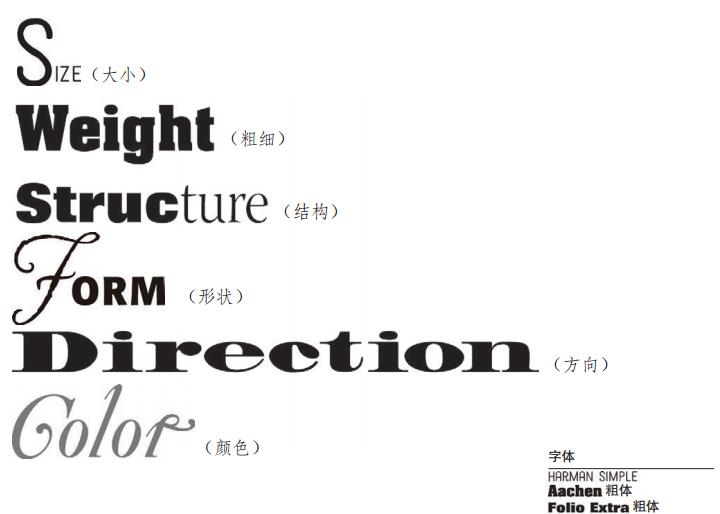 SIZE（大小）
Weight（粗细）
Structure（结构）
FORM（形状）
Direction（方向）
Color（颜色）
字体
HARMAN SIMPLE
Aachen 粗体
Folio Extra 粗体